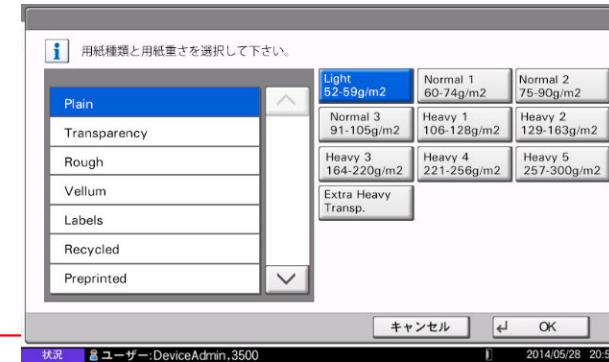 用紙種類と用紙重さを選択して下さい。
Plain
Transparency
Rough
Vellum
Labels
Recycled
Preprinted
Light
52-59g/m2
Normal 1
60-74g/m2
Normal 2
75-90g/m2
Normal 3
91-105g/m2
Heavy 1
106-128g/m2
Heavy 2
129-163g/m2
Heavy 3
164-220g/m2
Heavy 4
221-256g/m2
Heavy 5
257-300g/m2
Extra Heavy
Transp.
キャンセル
OK
状況
ユーザー:DeviceAdmin,3500
2014/05/28